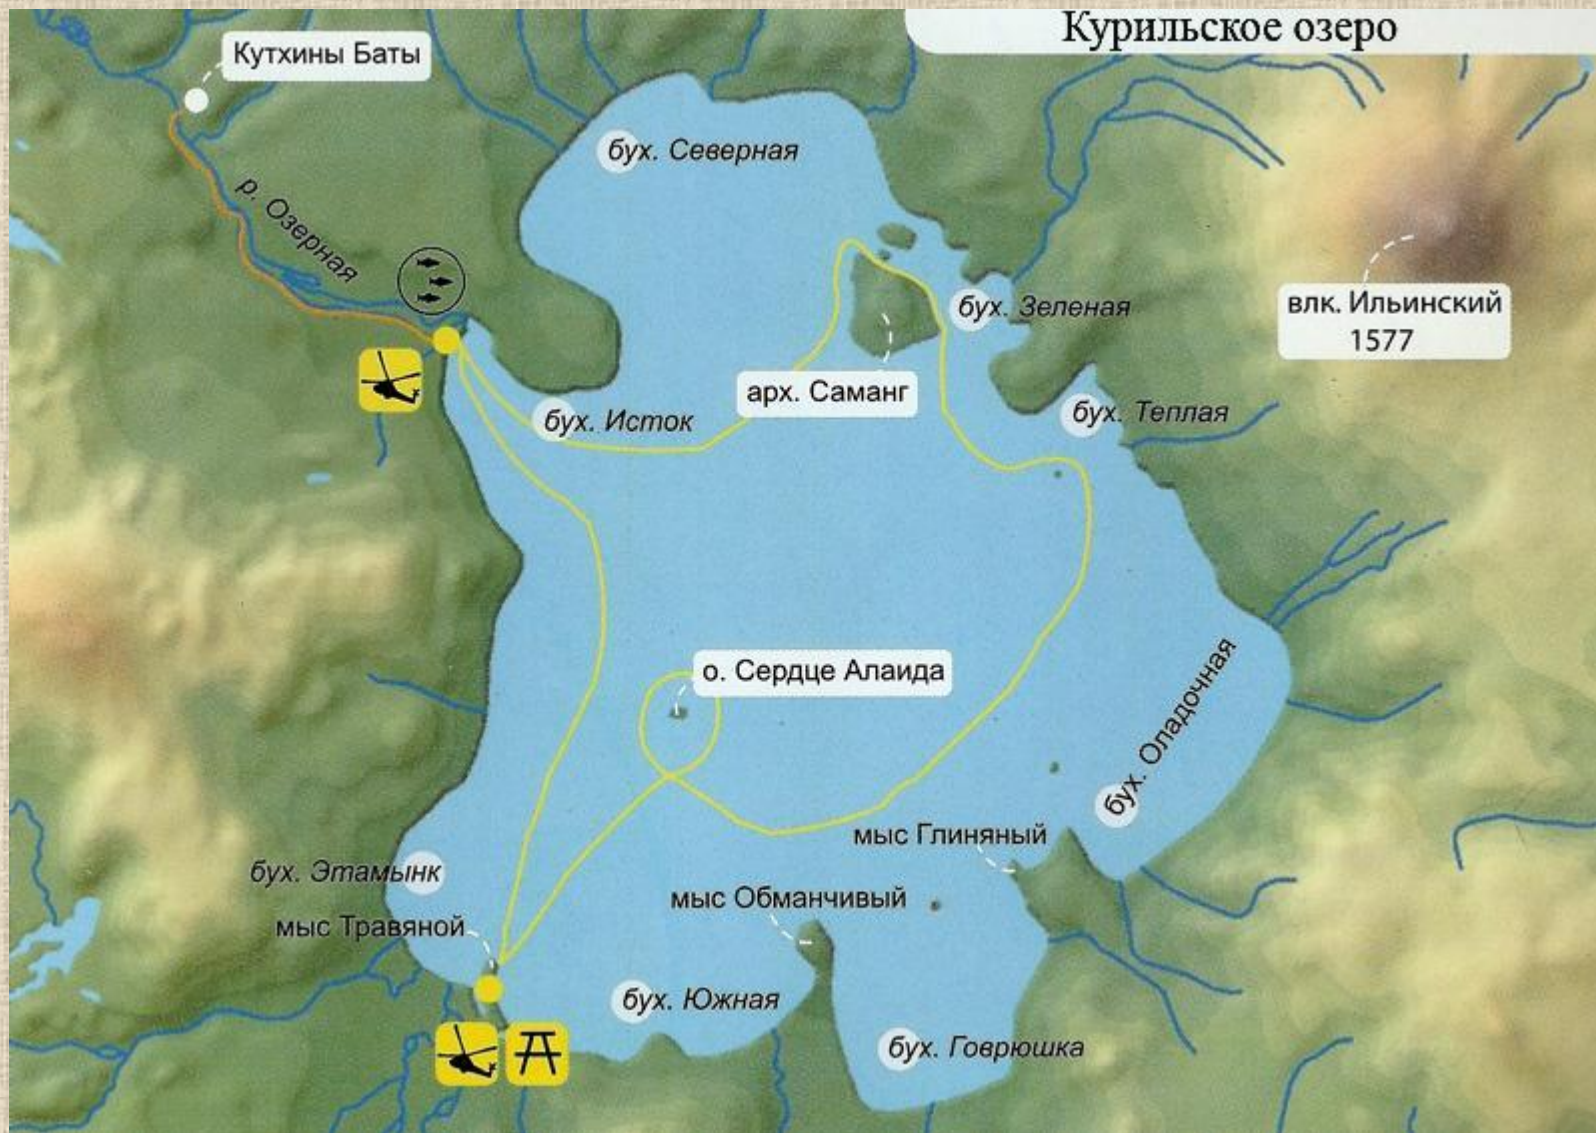 Курильское озеро
Кутхины Баты
бух. Северная
р. Озерная
бух. Зеленая
влк. Ильинский
1577
арх. Саманг
бух. Исток
бух. Теплая
о. Сердце Алаида
бух. Оладочная
мыс Глиняный
бух. Этамынк
мыс Обманчивый
мыс Травяной
бух. Южная
бух. Говрюшка